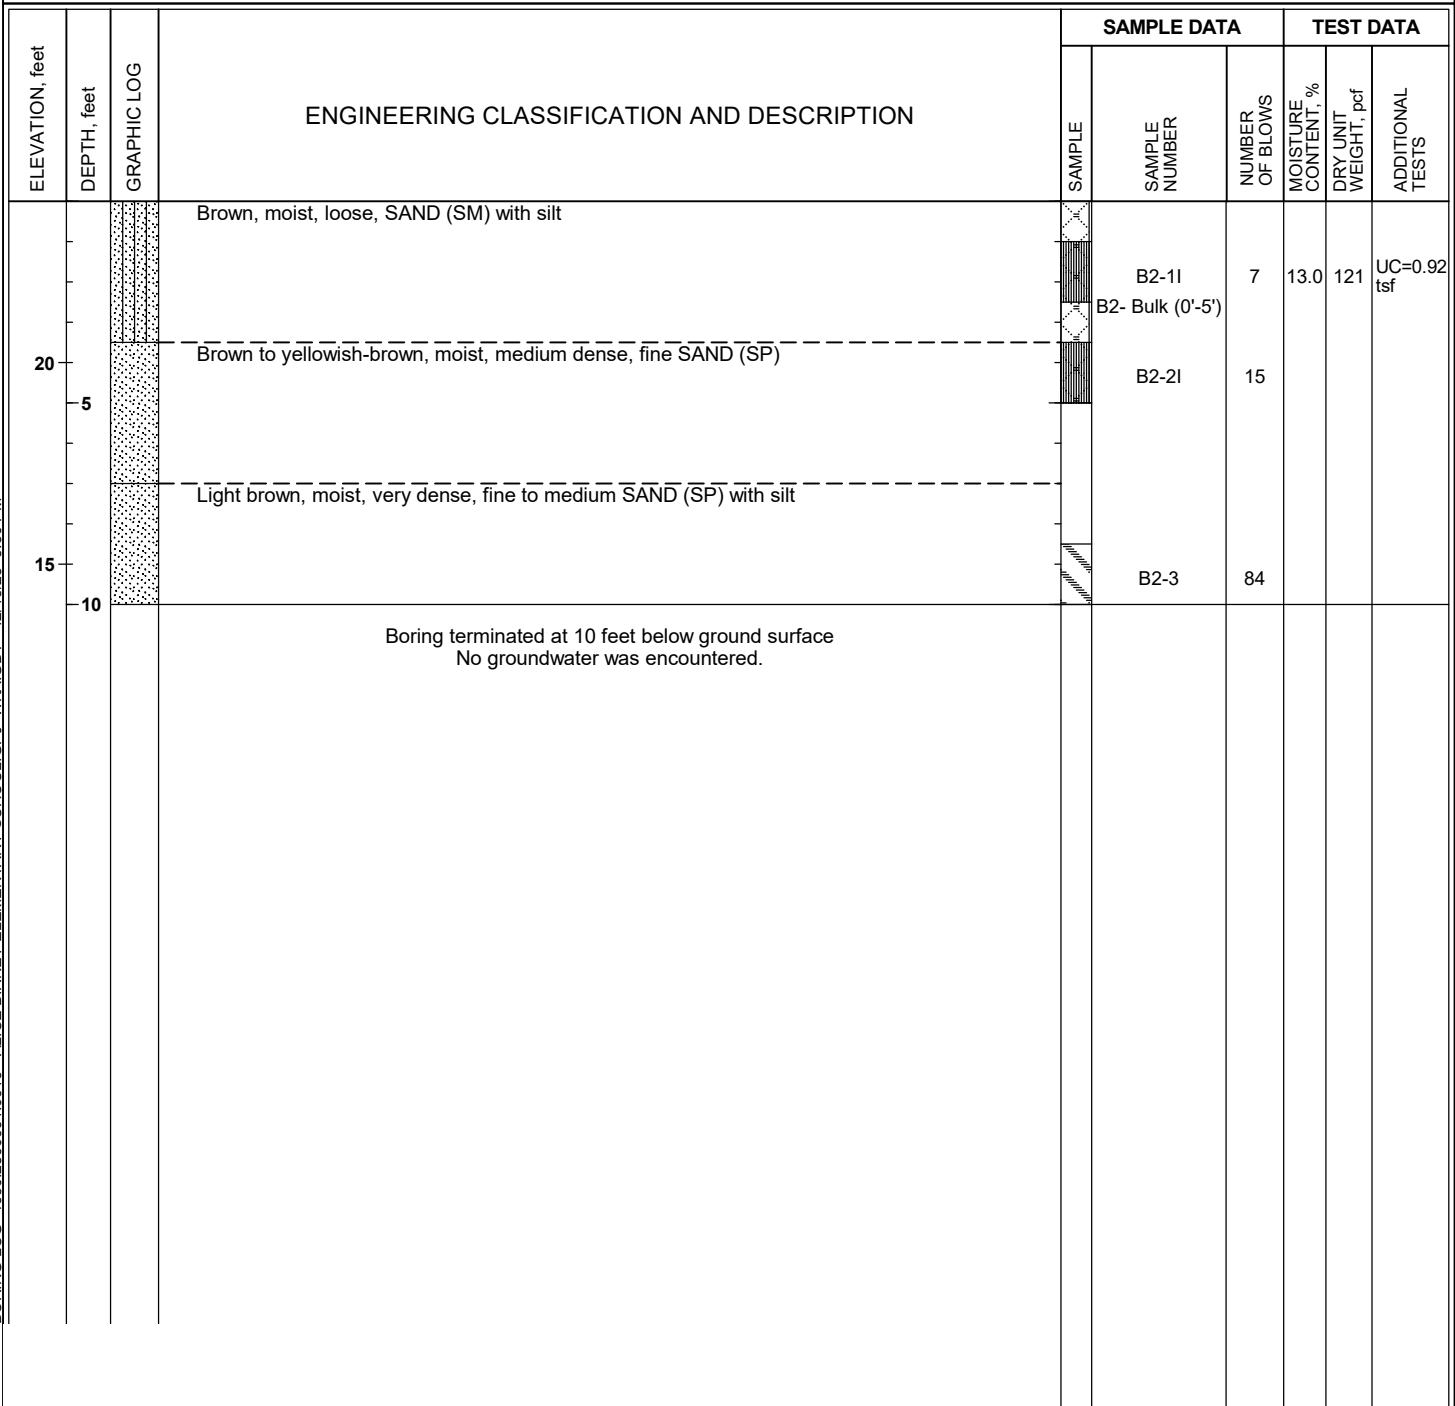 SAMPLE DATA
TEST DATA
ELEVATION, feet
DEPTH, feet
GRAPHIC LOG
ENGINEERING CLASSIFICATION AND DESCRIPTION
SAMPLE
SAMPLE
NUMBER
NUMBER
OF BLOWS
MOISTURE
CONTENT, %
DRY UNIT
WEIGHT, pcf
ADDITIONAL
TESTS
Brown, moist, loose, SAND (SM) with silt
B2-1I 7 13.0 121 UC=0.92
tsf
B2- Bulk (0'-5')
Brown to yellowish-brown, moist, medium dense, fine SAND (SP)
20
B2-2I 15
5
Light brown, moist, very dense, fine to medium SAND (SP) with silt
15
B2-3 84
10
Boring terminated at 10 feet below ground surface
No groundwater was encountered.